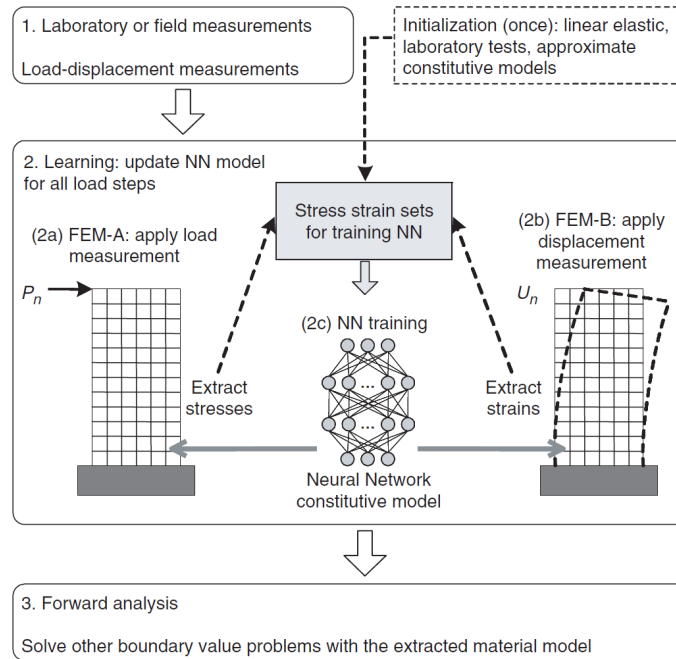 1. Laboratory or field measurements
Load-displacement measurements
Initialization (once): linear elastic,
laboratory tests, approximate
constitutive models
2. Learning: update NN model
for all load steps
Stress strain sets
for training NN
(2a) FEM-A: apply load
measurement
(2b) FEM-B: apply
displacement
measurement
Pn
Un
(2c) NN training
...
...
Extract
stresses
Extract
strains
Neural Network
constitutive model
3. Forward analysis
Solve other boundary value problems with the extracted material model